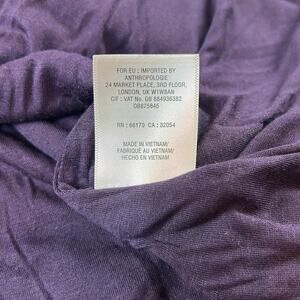 FOR EU : IMPORTED BY
ANTHROPOLOGIE
24 MARKET PLACE, 3RD FLOOR,
LONDON, UK W1W8AN
CIF : VAT No. GB 884936382
DB875845
RN : 66170 CA : 32054
MADE IN VIETNAM/
FABRIQUÉ AU VIETNAM/
HECHO EN VIETNAM